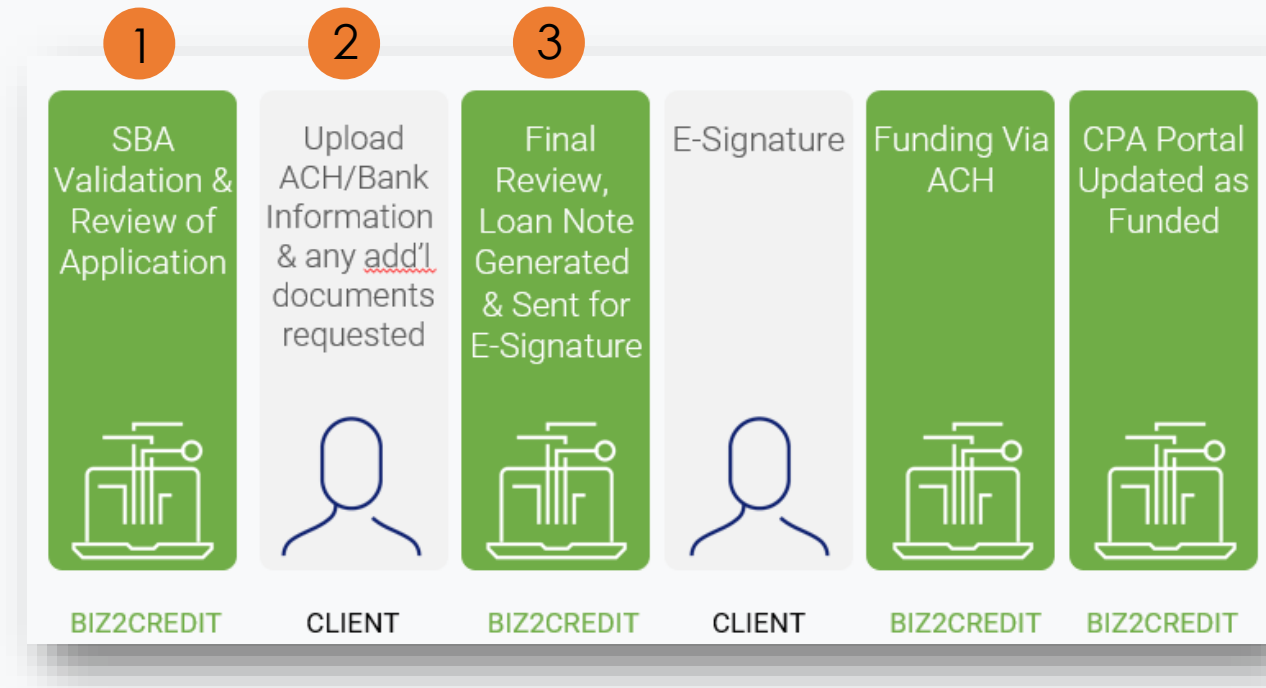 1
2
3
SBA
Validation &
Review of
Application
Upload
ACH/Bank
Information
& any add'l
documents
requested
Final
Review,
Loan Note
Generated
& Sent for
E-Signature
E-Signature
Funding Via
ACH
CPA Portal
Updated as
Funded
BIZ2CREDIT
CLIENT
BIZ2CREDIT
CLIENT
BIZ2CREDIT
BIZ2CREDIT